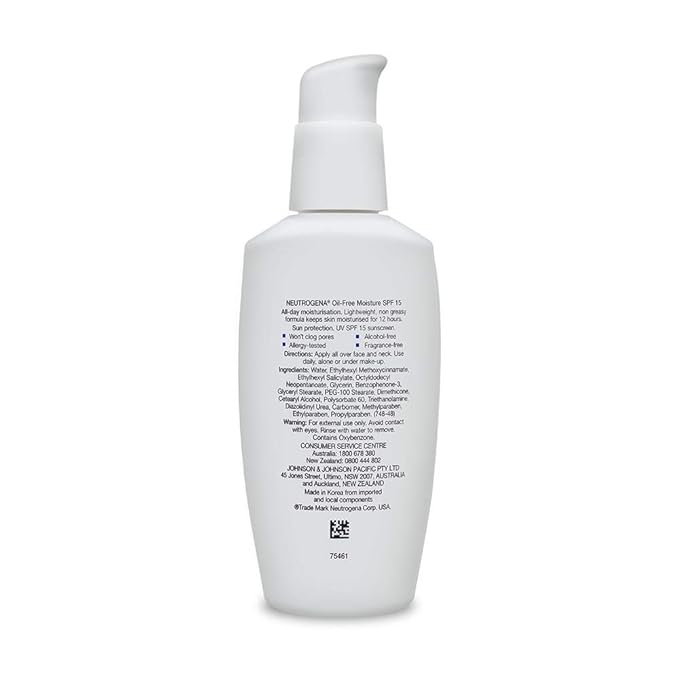 NEUTROGENA® Oil-Free Moisture SPF 15
All-day moisturisation. Lightweight, non greasy
formula keeps skin moisturised for 12 hours.
Sun protection, UV SPF 15 sunscreen.
Won't clog pores Alcohol-free
Allergy-tested Fragrance-free
Directions: Apply all over face and neck. Use
daily, alone or under make-up.
Ingredients: Water, Ethylhexyl Methoxycinnamate,
Ethylhexyl Salicylate, Octyldodecyl
Neopentanoate, Glycerin, Benzophenone-3,
Glyceryl Stearate, PEG-100 Stearate, Dimethicone,
Cetearyl Alcohol, Polysorbate 60, Triethanolamine,
Diazolidinyl Urea, Carbomer, Methylparaben,
Ethylparaben, Propylparaben. (748-48)
Warning: For external use only. Avoid contact
with eyes. Rinse with water to remove.
Contains Oxybenzone.
CONSUMER SERVICE CENTRE
Australia: 1800 678 380
New Zealand: 0800 444 802
JOHNSON & JOHNSON PACIFIC PTY LTD
45 Jones Street, Ultimo, NSW 2007, AUSTRALIA
and Auckland, NEW ZEALAND
Made in Korea from imported
and local components
®Trade Mark Neutrogena Corp. USA.
75461